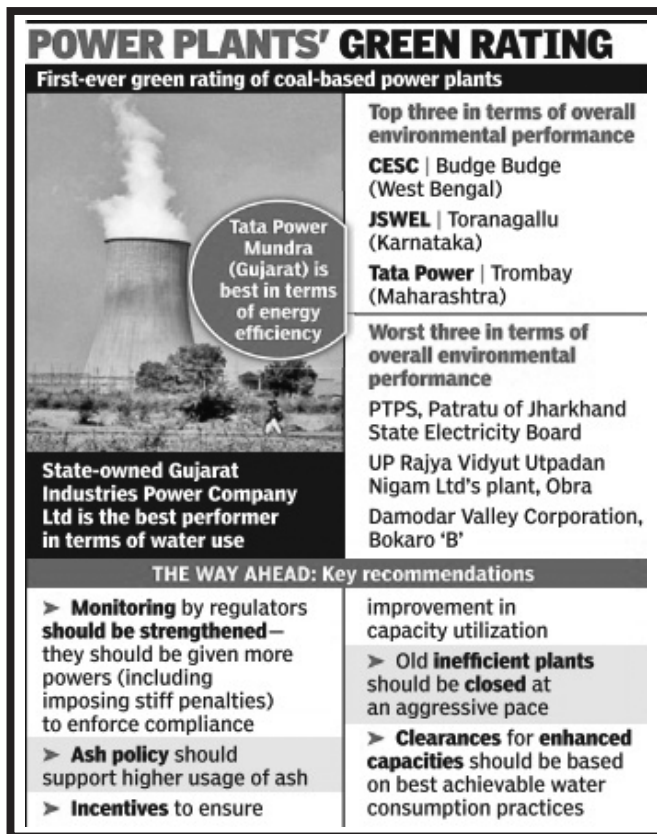 POWER PLANTS’ GREEN RATING
First-ever green rating of coal-based power plants
Tata Power
Mundra
(Gujarat) is
best in terms
of energy
efficiency
State-owned Gujarat
Industries Power Company
Ltd is the best performer
in terms of water use
Top three in terms of overall
environmental performance
CESC | Budge Budge
(West Bengal)
JSWEL | Toranagallu
(Karnataka)
Tata Power | Trombay
(Maharashtra)
Worst three in terms of
overall environmental
performance
PTPS, Patratu of Jharkhand
State Electricity Board
UP Rajya Vidyut Utpadan
Nigam Ltd’s plant, Obra
Damodar Valley Corporation,
Bokaro ‘B’
THE WAY AHEAD: Key recommendations
➤ Monitoring by regulators
should be strengthened—
they should be given more
powers (including
imposing stiff penalties)
to enforce compliance
➤ Ash policy should
support higher usage of ash
➤ Incentives to ensure
improvement in
capacity utilization
➤ Old inefficient plants
should be closed at
an aggressive pace
➤ Clearances for enhanced
capacities should be based
on best achievable water
consumption practices